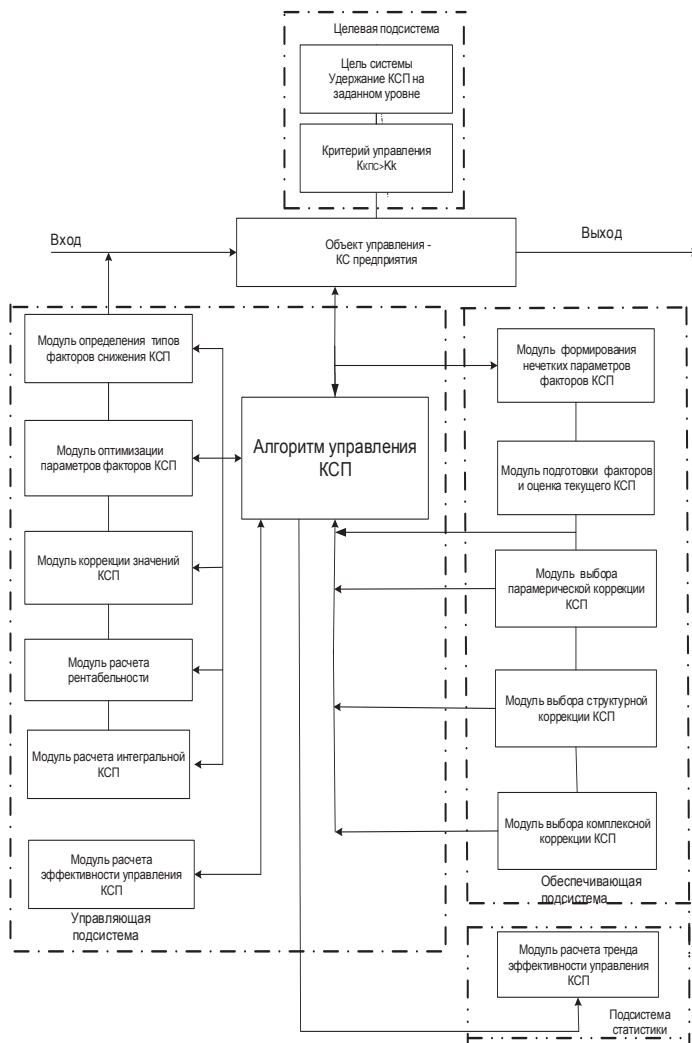 Целевая подсистема
Цель системы
Удержание КСП на
заданном уровне
Критерий управления
Ккпс>Kk
Вход
Объект управления -
КС предприятия
Выход
Модуль определения типов
факторов снижения КСП
Модуль оптимизации
параметров факторов КСП
Модуль коррекции значений
КСП
Модуль расчета
рентабельности
Модуль расчета интегральной
КСП
Модуль расчета
эффективности управления
КСП
Управляющая
подсистема
Алгоритм управления
КСП
Модуль формирования
нечетких параметров
факторов КСП
Модуль подготовки факторов
и оценка текущего КСП
Модуль выбора
парамерической коррекции
КСП
Модуль выбора структурной
коррекции КСП
Модуль выбора комплексной
коррекции КСП
Обеспечивающая
подсистема
Модуль расчета тренда
эффективности управления
КСП
Подсистема
статистики